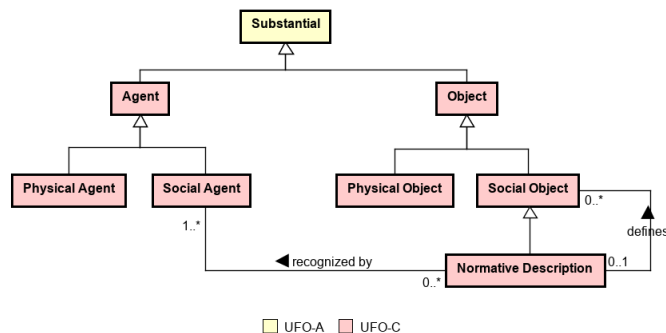 Substantial
Agent
Object
Physical Agent
Social Agent
Physical Object
Social Object
1..*
0..*
defines
recognized by
Normative Description
0..1
0..*
UFO-A
UFO-C